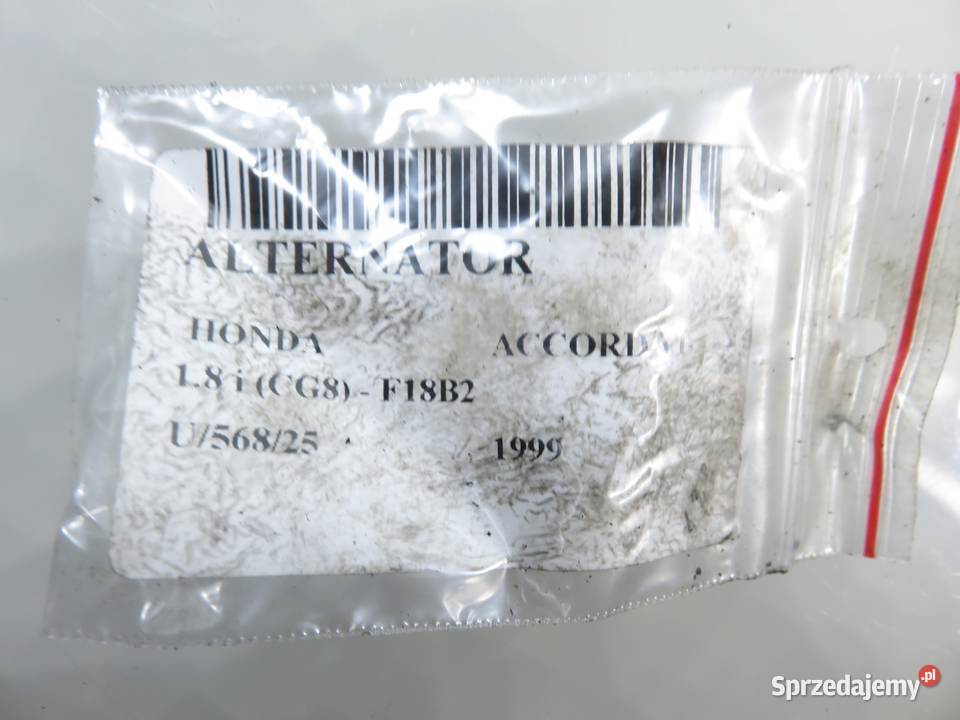 ALTERNATOR
HONDA ACCORD
1.8 i (CG8) - F18B2
U/568/25 1999
Sprzedajemy.pl